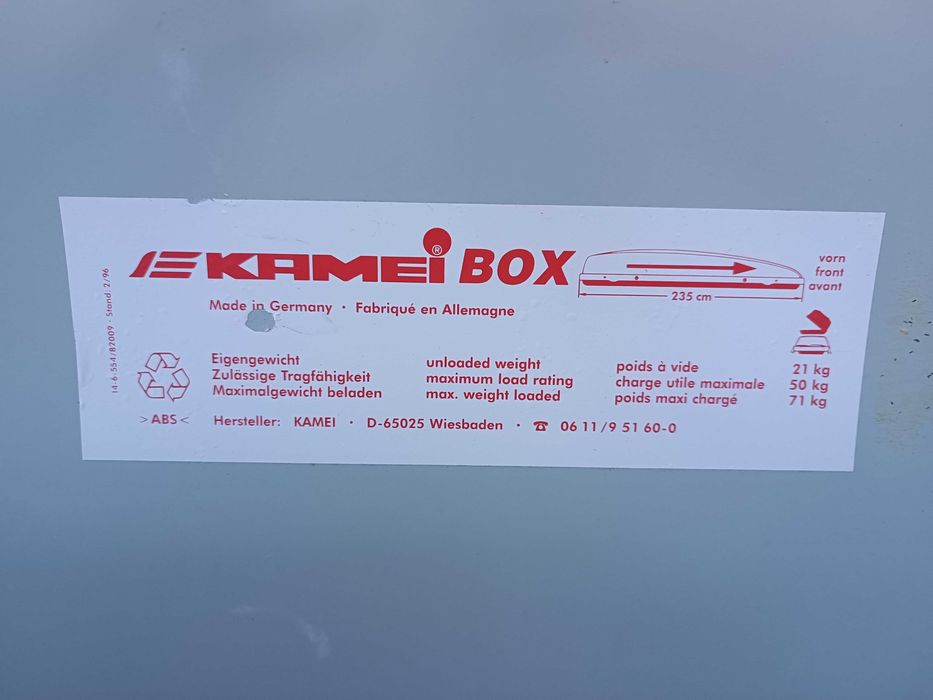 KAMEI® BOX
235 cm
vorn
front
avant
Made in Germany · Fabriqué en Allemagne
Eigengewicht unloaded weight poids à vide 21 kg
Zulässige Tragfähigkeit maximum load rating charge utile maximale 50 kg
Maximalgewicht beladen max. weight loaded poids maxi chargé 71 kg
>ABS< Hersteller: KAMEI · D-65025 Wiesbaden · ☎ 06 11/9 51 60-0
14 6 554/82009 · Stand: 2/96